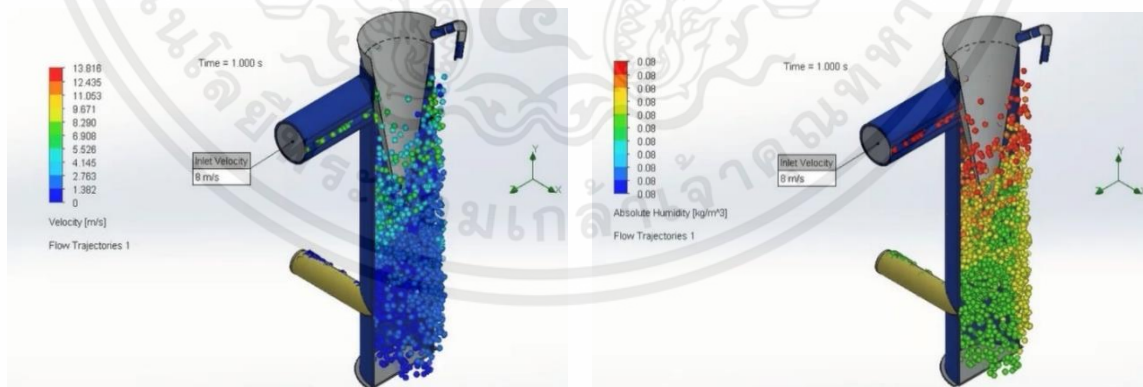 13.816
12.435
11.053
9.671
8.290
6.908
5.526
4.145
2.763
1.382
0
Velocity [m/s]
Flow Trajectories 1
Time = 1.000 s
Inlet Velocity
8 m/s
Y
X
0.08
0.08
0.08
0.08
0.08
0.08
0.08
0.08
0.08
0.08
0.08
Absolute Humidity [kg/m^3]
Flow Trajectories 1
Time = 1.000 s
Inlet Velocity
8 m/s
Y
X